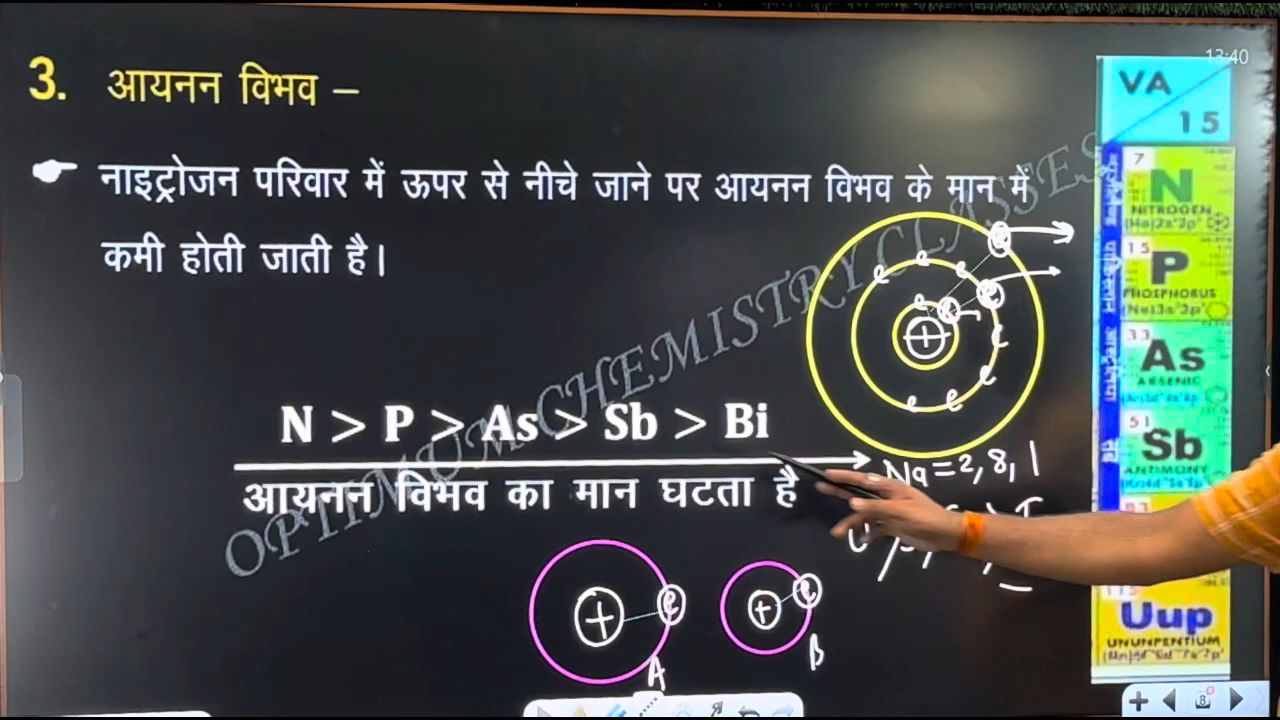 13:40
3. आयनन विभव –
नाइट्रोजन परिवार में ऊपर से नीचे जाने पर आयनन विभव के मान में
कमी होती जाती है।
N > P > As > Sb > Bi
आयनन विभव का मान घटता है
OPTIMUM CHEMISTRY CLASSES
e
e e e e
e e
+
e e
e e
Na = 2, 8, 1
+ e
A
+ e
B
VA
15
7
N
NITROGEN
15
P
PHOSPHORUS
33
As
ARSENIC
51
Sb
ANTIMONY
Uup
UNUNPENTIUM
8